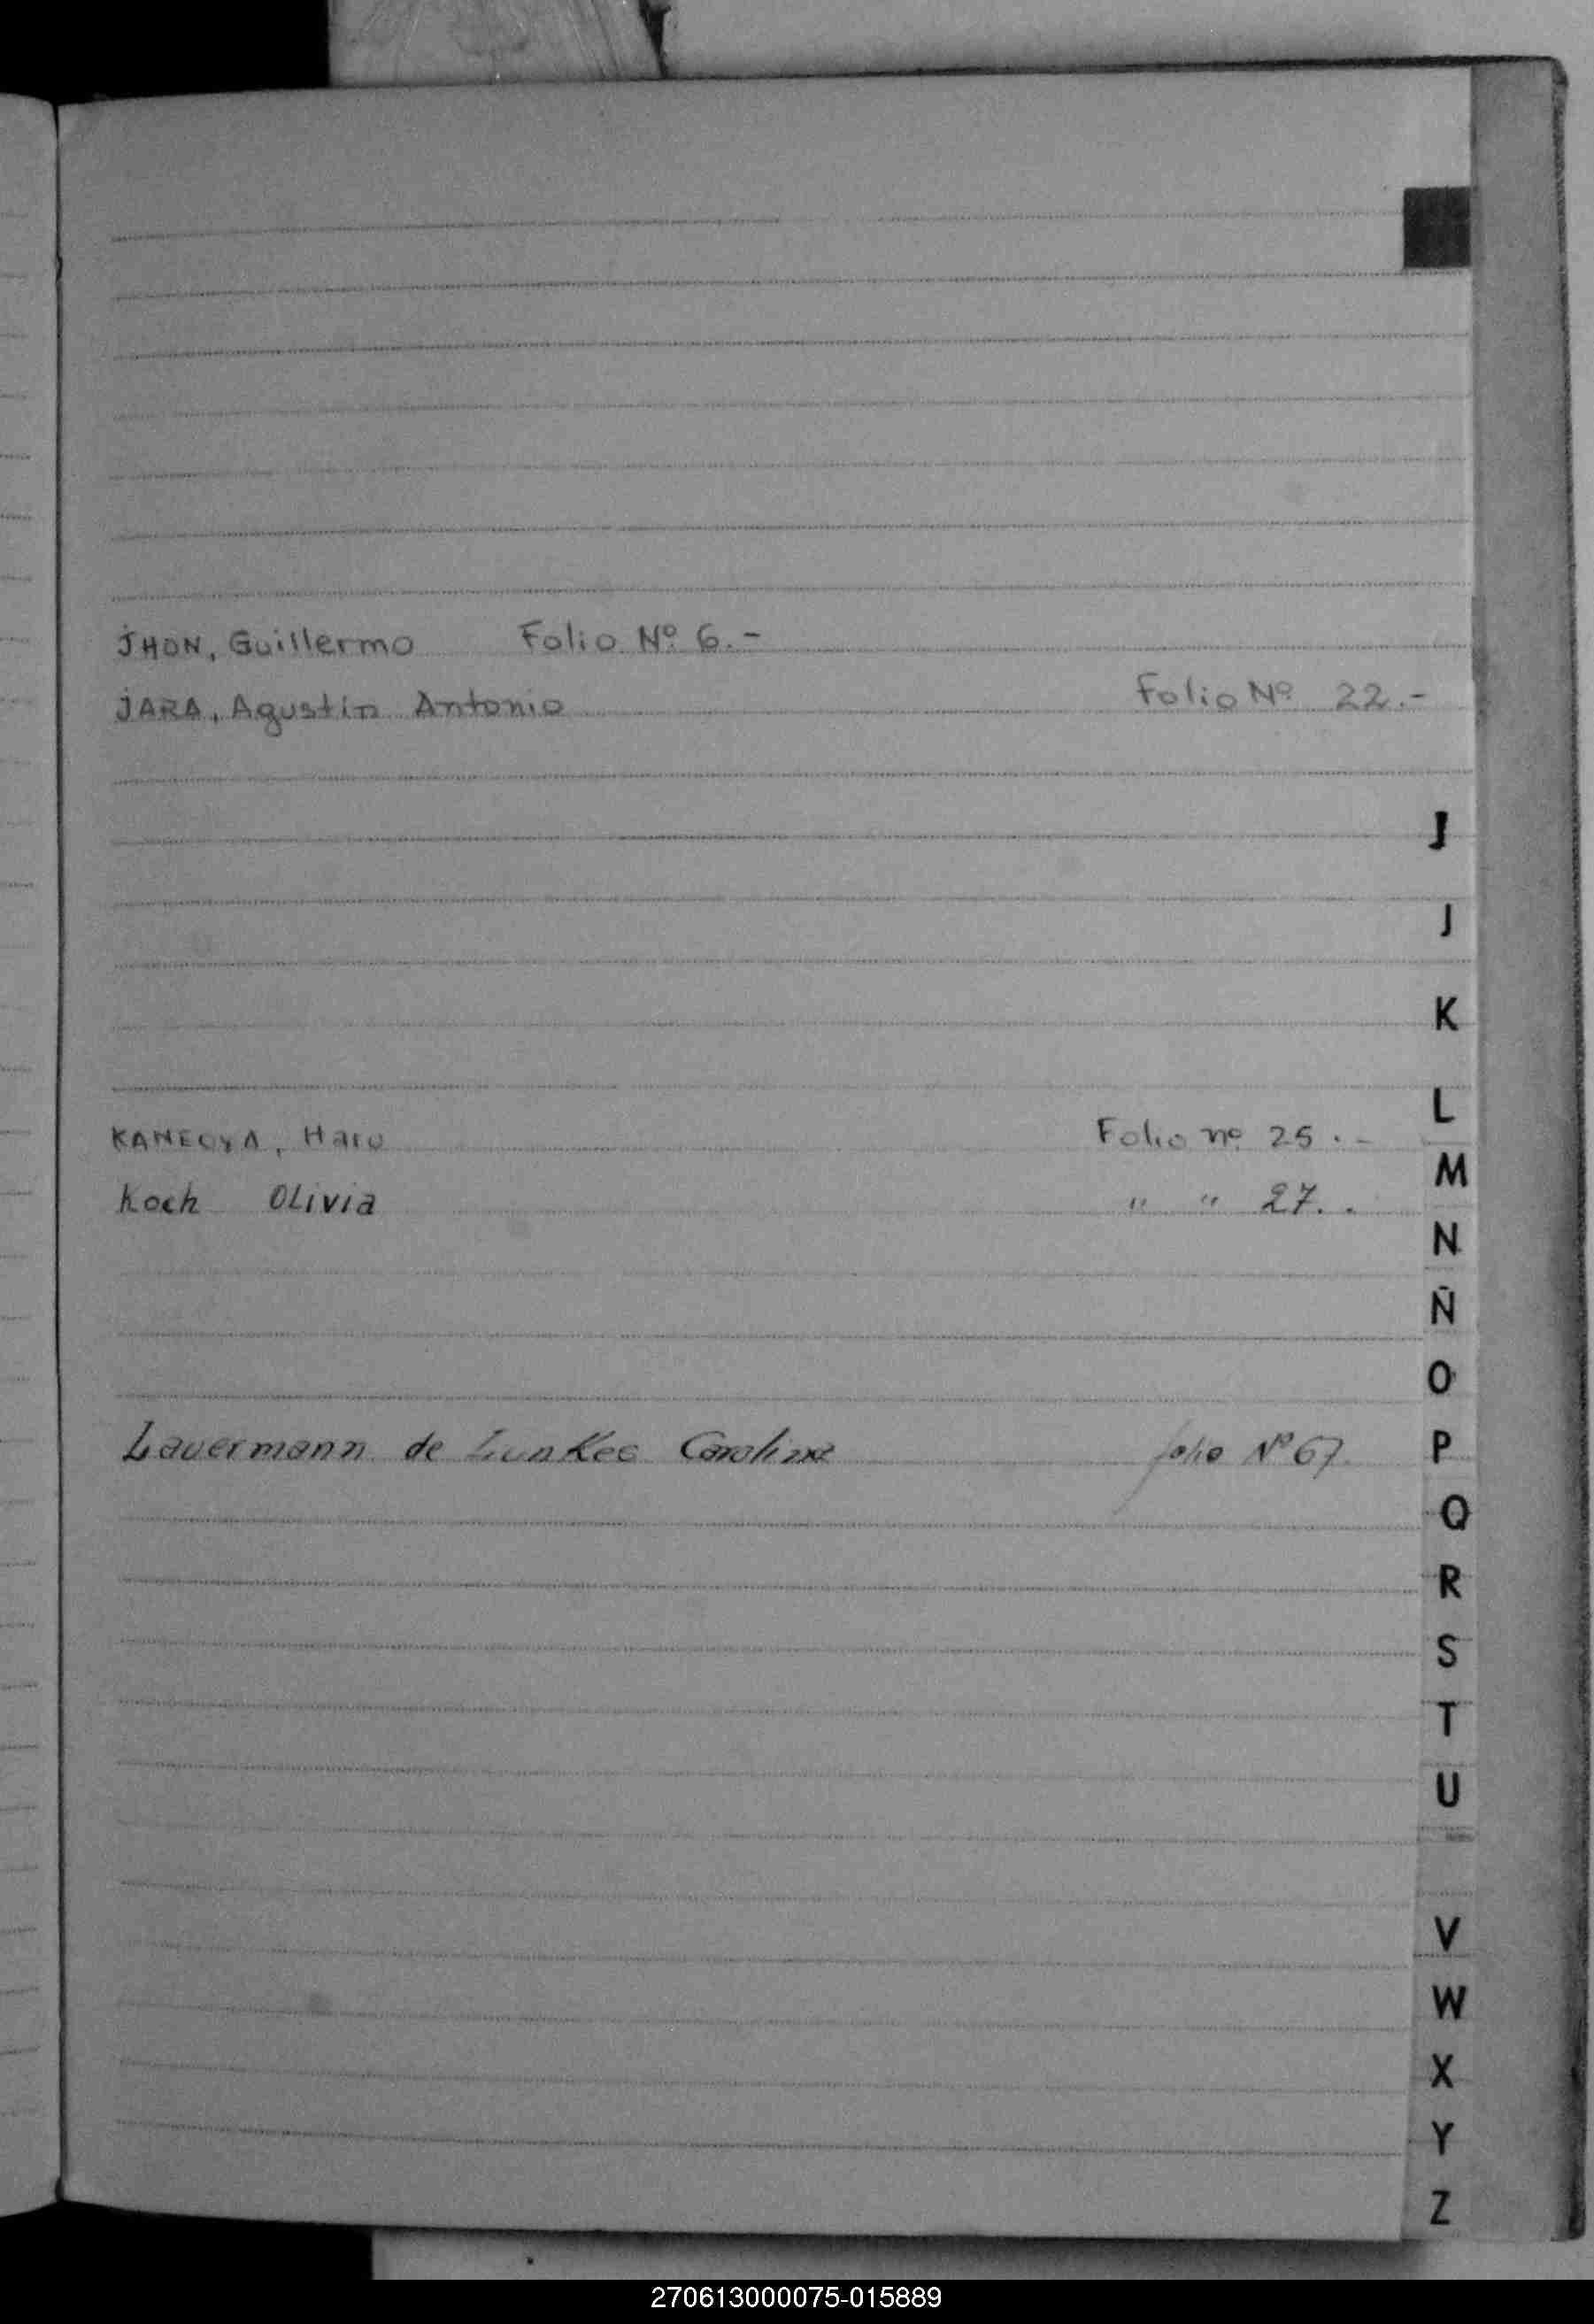 JHON, Guillermo Folio Nº 6.-
JARA, Agustin Antonio Folio Nº 22.-
J
J
K
L
KANEOYA, Haru Folio nº 25.-
M
Koch Olivia " " 27..
N
Ñ
O
Lauermann de Lunkes Carolina folio Nº 67.
P
Q
R
S
T
U
V
W
X
Y
Z
270613000075-015889